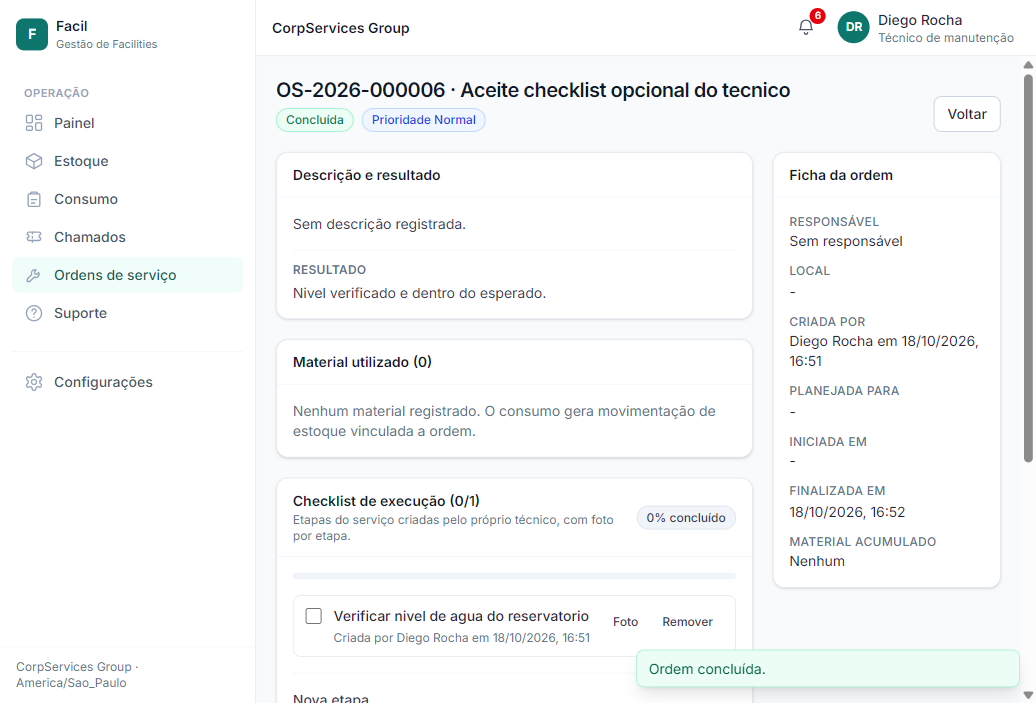 F
Facil
Gestão de Facilities
OPERAÇÃO
Painel
Estoque
Consumo
Chamados
Ordens de serviço
Suporte
Configurações
CorpServices Group ·
America/Sao_Paulo
CorpServices Group
6
DR
Diego Rocha
Técnico de manutenção
OS-2026-000006 · Aceite checklist opcional do tecnico
Concluída
Prioridade Normal
Voltar
Descrição e resultado
Sem descrição registrada.
RESULTADO
Nivel verificado e dentro do esperado.
Material utilizado (0)
Nenhum material registrado. O consumo gera movimentação de
estoque vinculada a ordem.
Checklist de execução (0/1)
Etapas do serviço criadas pelo próprio técnico, com foto
por etapa.
0% concluído
Verificar nivel de agua do reservatorio
Criada por Diego Rocha em 18/10/2026, 16:51
Foto
Remover
Nova etapa
Ficha da ordem
RESPONSÁVEL
Sem responsável
LOCAL
-
CRIADA POR
Diego Rocha em 18/10/2026,
16:51
PLANEJADA PARA
-
INICIADA EM
-
FINALIZADA EM
18/10/2026, 16:52
MATERIAL ACUMULADO
Nenhum
Ordem concluída.